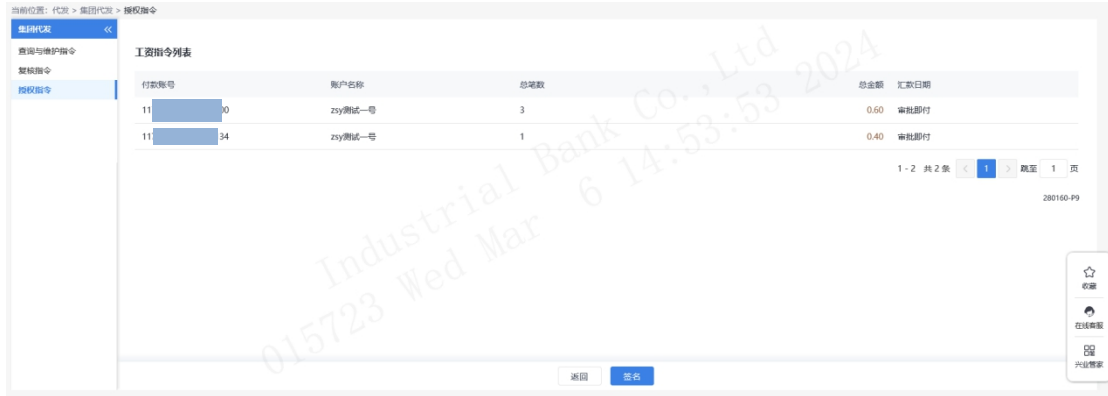 当前位置：代发 > 集团代发 > 授权指令
集团代发 «
查询与维护指令
复核指令
授权指令
工资指令列表
付款账号 账户名称 总笔数 总金额 汇款日期
11 00 zsy测试一号 3 0.60 审批即付
11 34 zsy测试一号 1 0.40 审批即付
1 - 2 共 2 条 < 1 > 跳至 1 页
280160-P9
Industrial Bank Co., Ltd
015723 Wed Mar 6 14:53:53 2024
收藏
在线客服
兴业管家
返回 签名